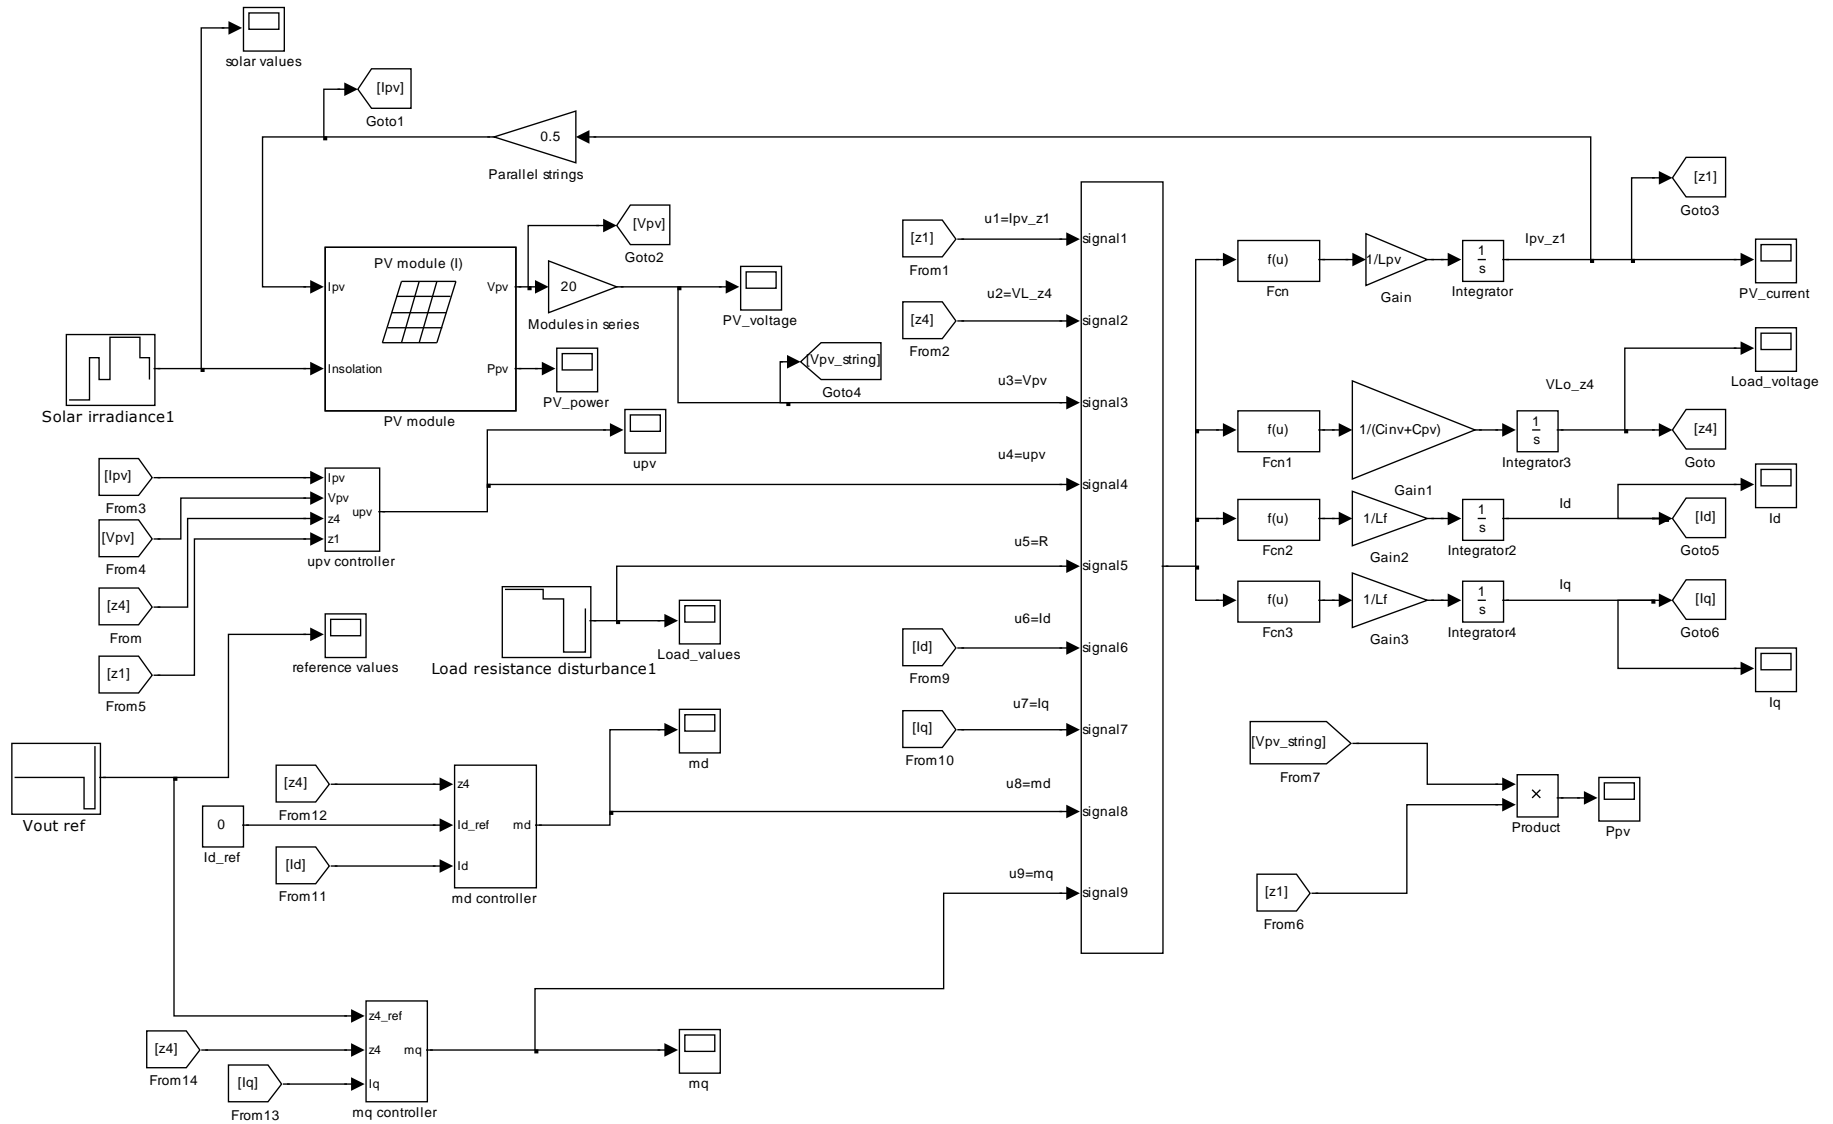 solar values
[Ipv]
Goto1
0.5
Parallel strings
[z1]
Goto3
[Vpv]
Goto2
u1=Ipv_z1
[z1]
From1
signal1
f(u)
Fcn
1/Lpv
Gain
1
s
Integrator
Ipv_z1
PV_current
PV module (I)
Ipv
Vpv
Insolation
Ppv
PV module
20
Modules in series
PV_voltage
PV_power
Solar irradiance1
u2=VL_z4
[z4]
From2
signal2
[Vpv_string]
Goto4
u3=Vpv
signal3
Load_voltage
VLo_z4
f(u)
Fcn1
1/(Cinv+Cpv)
Gain1
1
s
Integrator3
[z4]
Goto
upv
u4=upv
signal4
[Ipv]
From3
[Vpv]
From4
[z4]
From
[z1]
From5
Ipv
Vpv
z4
z1
upv
upv controller
Id
f(u)
Fcn2
1/Lf
Gain2
1
s
Integrator2
Id
[Id]
Goto5
u5=R
signal5
Load resistance disturbance1
Load_values
reference values
Iq
f(u)
Fcn3
1/Lf
Gain3
1
s
Integrator4
[Iq]
Goto6
Iq
u6=Id
[Id]
From9
signal6
u7=Iq
[Iq]
From10
signal7
md
u8=md
signal8
Vout ref
[z4]
From12
0
Id_ref
[Id]
From11
z4
Id_ref
Id
md
md controller
[Vpv_string]
From7
×
Product
Ppv
[z1]
From6
u9=mq
signal9
[z4]
From14
[Iq]
From13
z4_ref
z4
Iq
mq
mq controller
mq